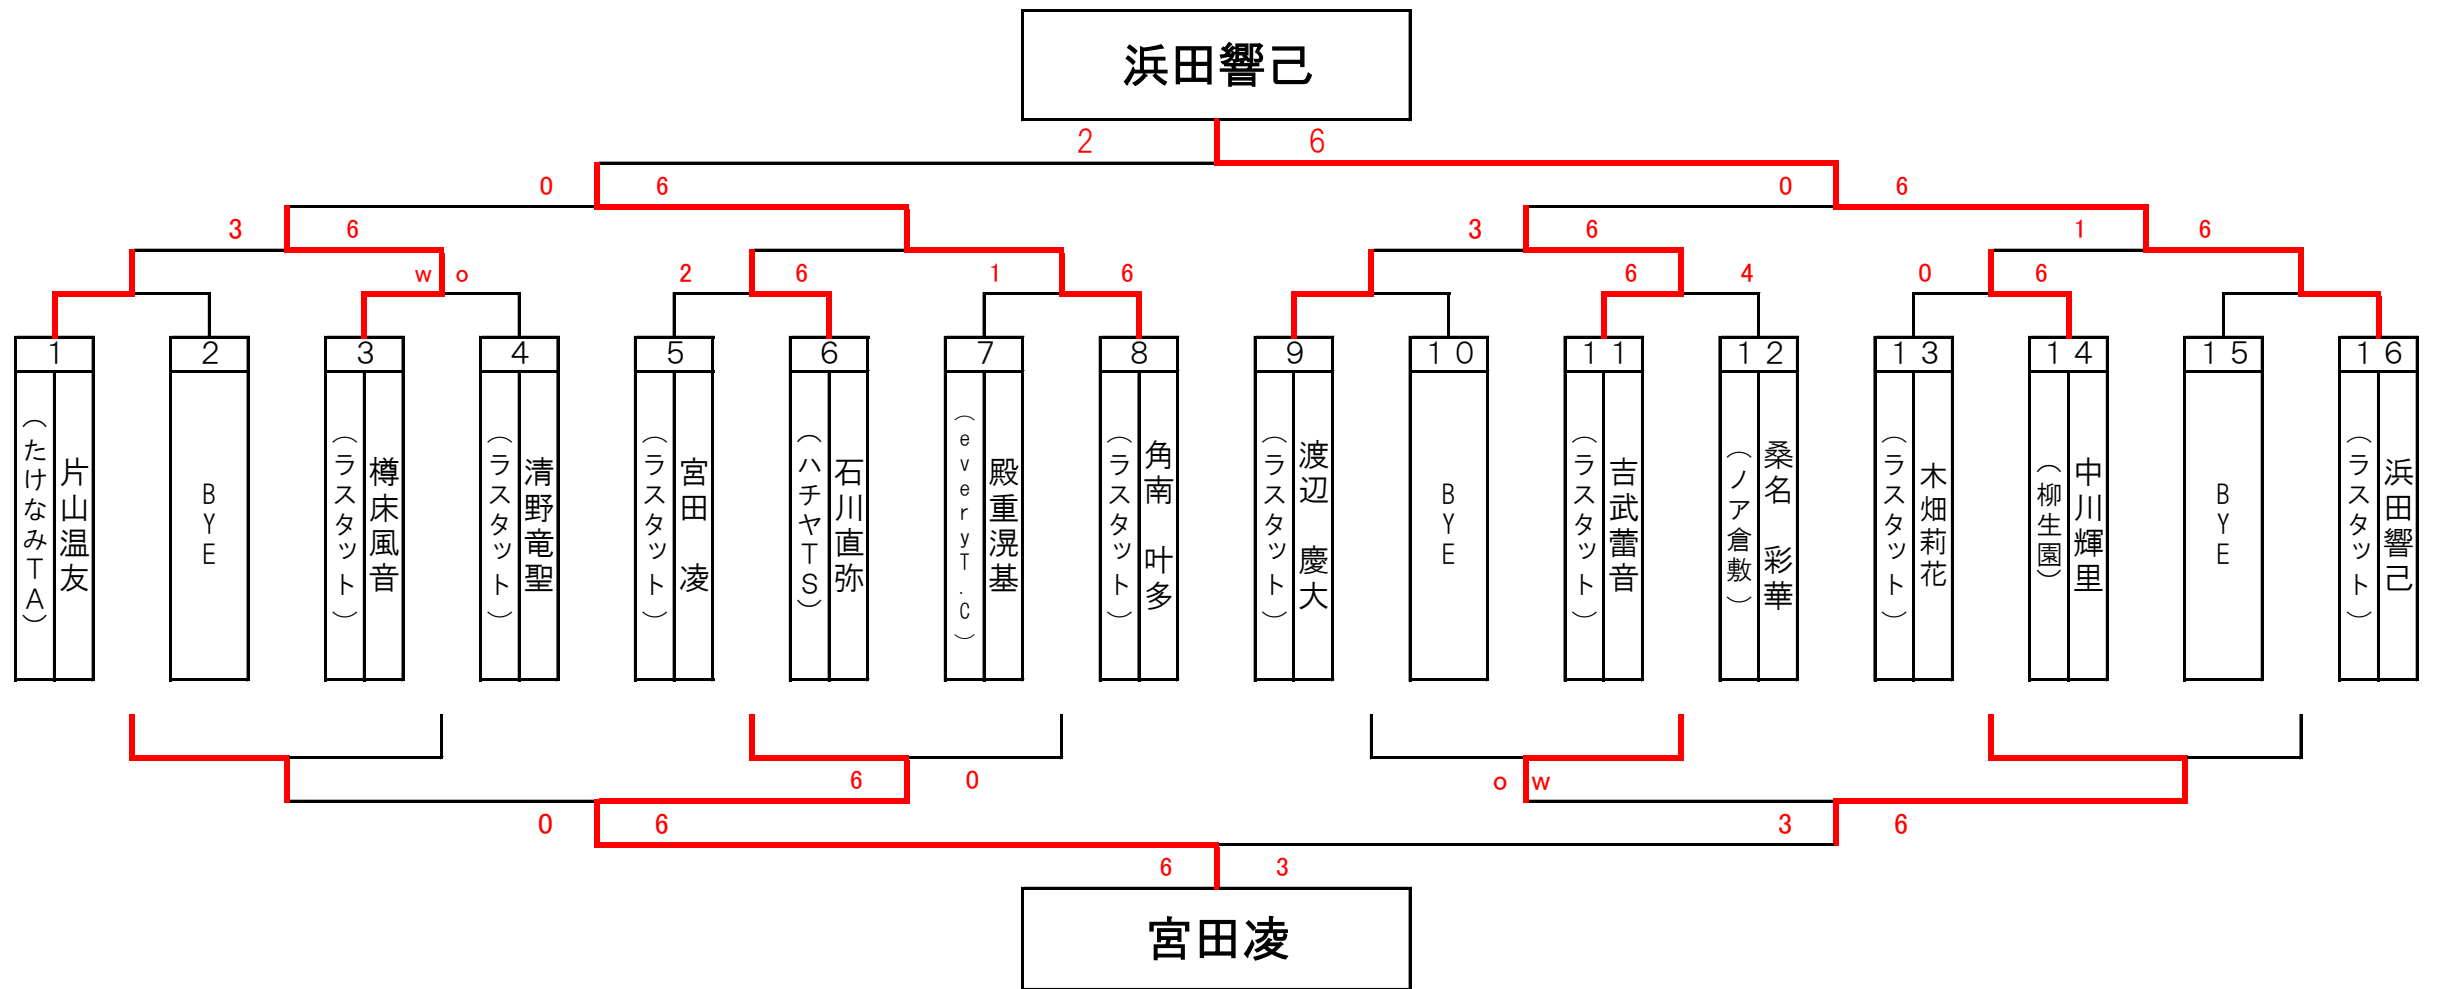 浜田響己
2 6
0 6 0 6
3 6 3 6 1 6
w o 2 6 1 6 6 4 0 6
1 2 3 4 5 6 7 8 9 10 11 12 13 14 15 16
片山温友
(たけなみTA)
BYE
樽床風音
(ラスタット)
清野竜聖
(ラスタット)
宮田 凌
(ラスタット)
石川直弥
(ハチヤTS)
殿重滉基
(everyT.C)
角南 叶多
(ラスタット)
渡辺 慶大
(ラスタット)
BYE
吉武蕾音
(ラスタット)
桑名 彩華
(ノア倉敷)
木畑莉花
(ラスタット)
中川輝里
(柳生園)
BYE
浜田響己
(ラスタット)
6 0 o w
0 6 3 6
6 3
宮田凌